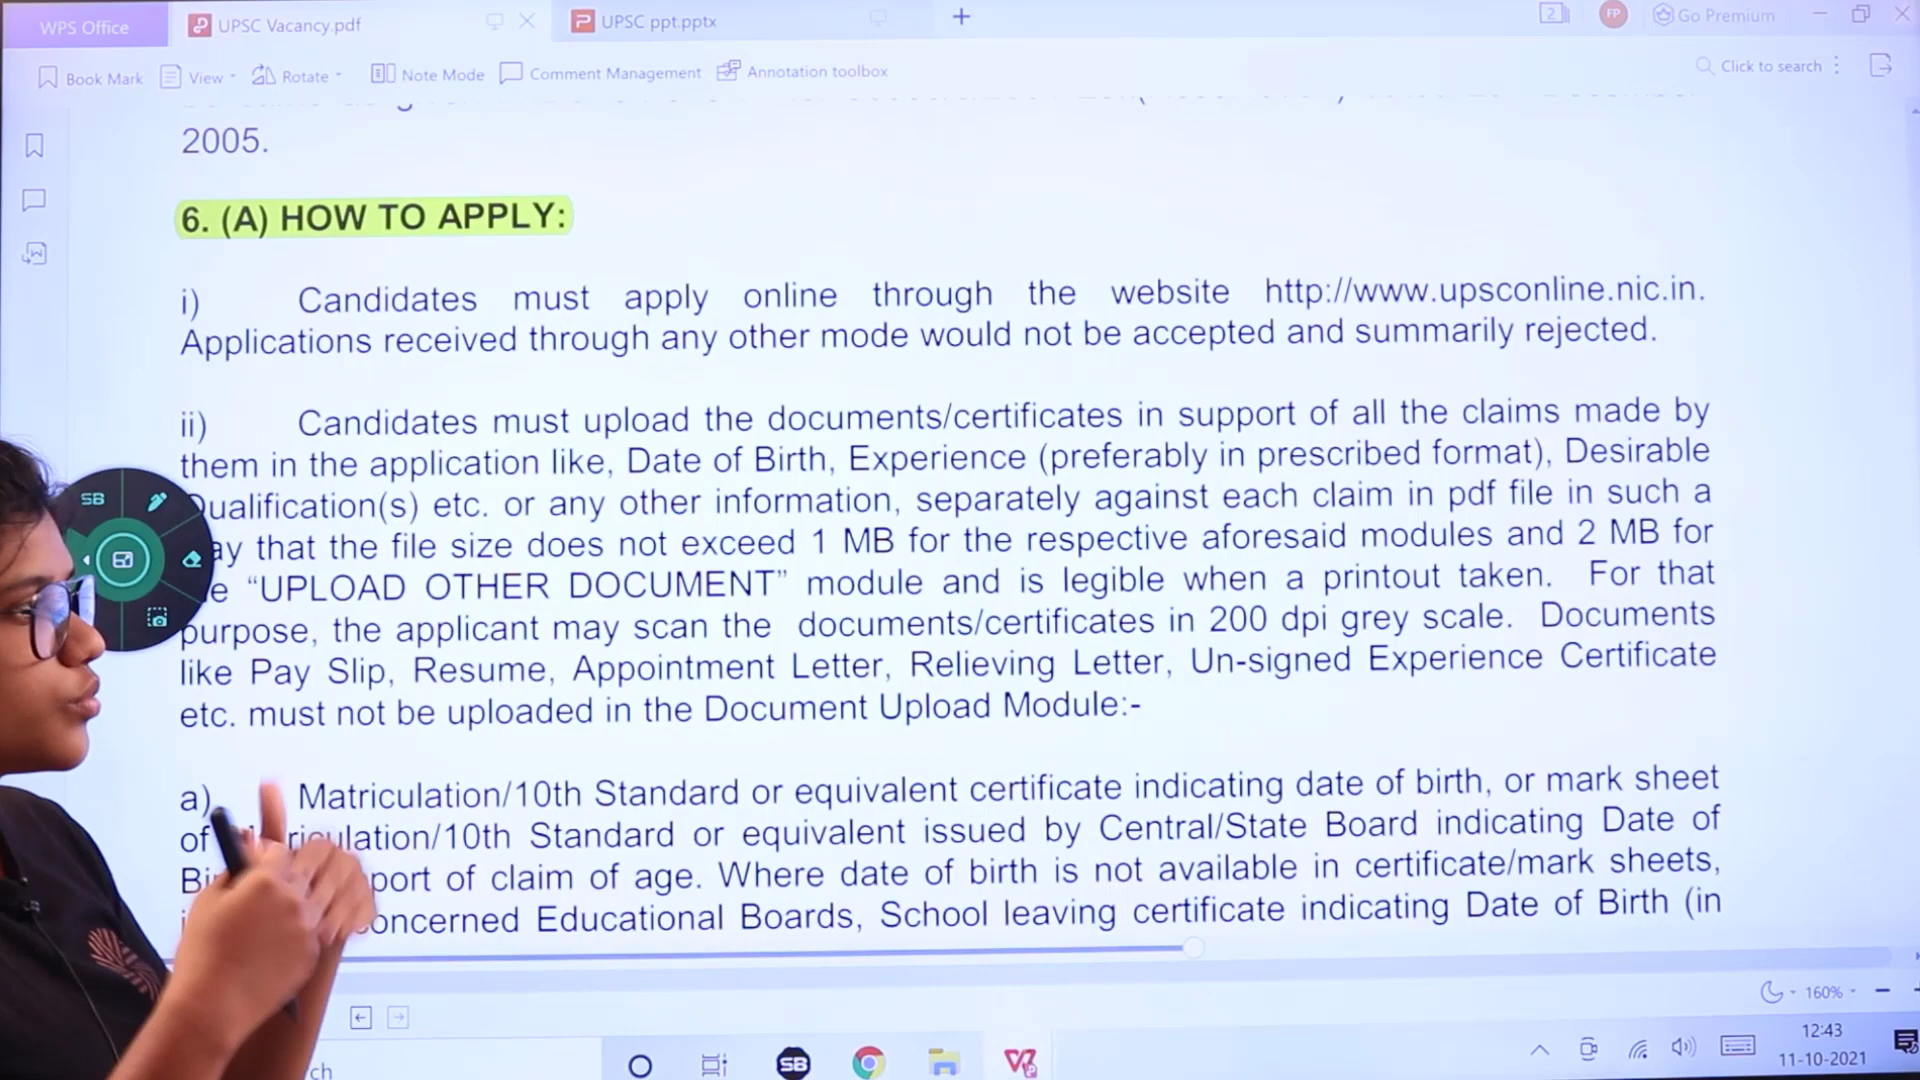 WPS Office
UPSC Vacancy.pdf
UPSC ppt.pptx
2
FP
Go Premium
Book Mark
View
Rotate
Note Mode
Comment Management
Annotation toolbox
Click to search
2005.
6. (A) HOW TO APPLY:
i) Candidates must apply online through the website http://www.upsconline.nic.in.
Applications received through any other mode would not be accepted and summarily rejected.
ii) Candidates must upload the documents/certificates in support of all the claims made by
them in the application like, Date of Birth, Experience (preferably in prescribed format), Desirable
ualification(s) etc. or any other information, separately against each claim in pdf file in such a
ay that the file size does not exceed 1 MB for the respective aforesaid modules and 2 MB for
e “UPLOAD OTHER DOCUMENT” module and is legible when a printout taken. For that
purpose, the applicant may scan the documents/certificates in 200 dpi grey scale. Documents
like Pay Slip, Resume, Appointment Letter, Relieving Letter, Un-signed Experience Certificate
etc. must not be uploaded in the Document Upload Module:-
a) Matriculation/10th Standard or equivalent certificate indicating date of birth, or mark sheet
of riculation/10th Standard or equivalent issued by Central/State Board indicating Date of
Bi port of claim of age. Where date of birth is not available in certificate/mark sheets,
oncerned Educational Boards, School leaving certificate indicating Date of Birth (in
SB
160%
ch
SB
12:43
11-10-2021